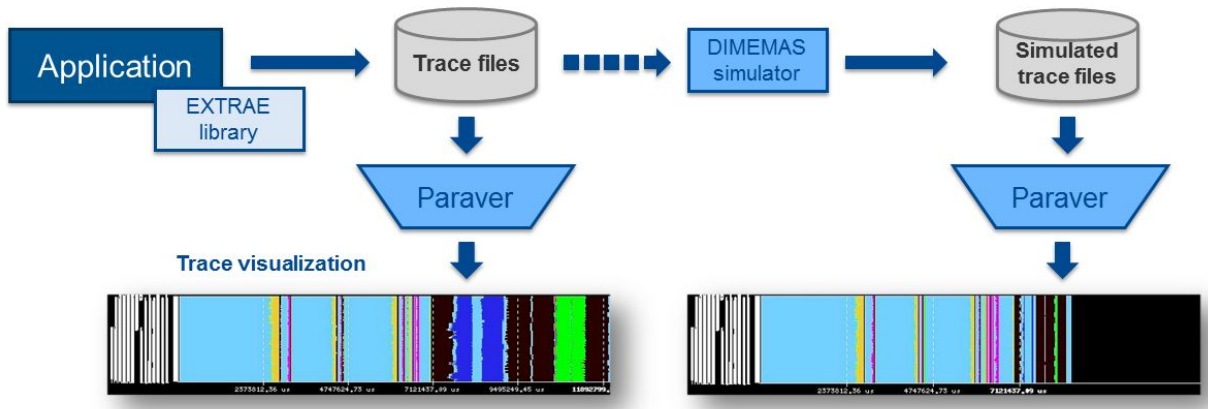 Application
EXTRAE
library
Trace files
DIMEMAS
simulator
Simulated
trace files
Paraver
Paraver
Trace visualization
2373812.36 us
4747624.73 us
7121437.09 us
9495249.45 us
2373812.36 us
4747624.73 us
7121437.09 us